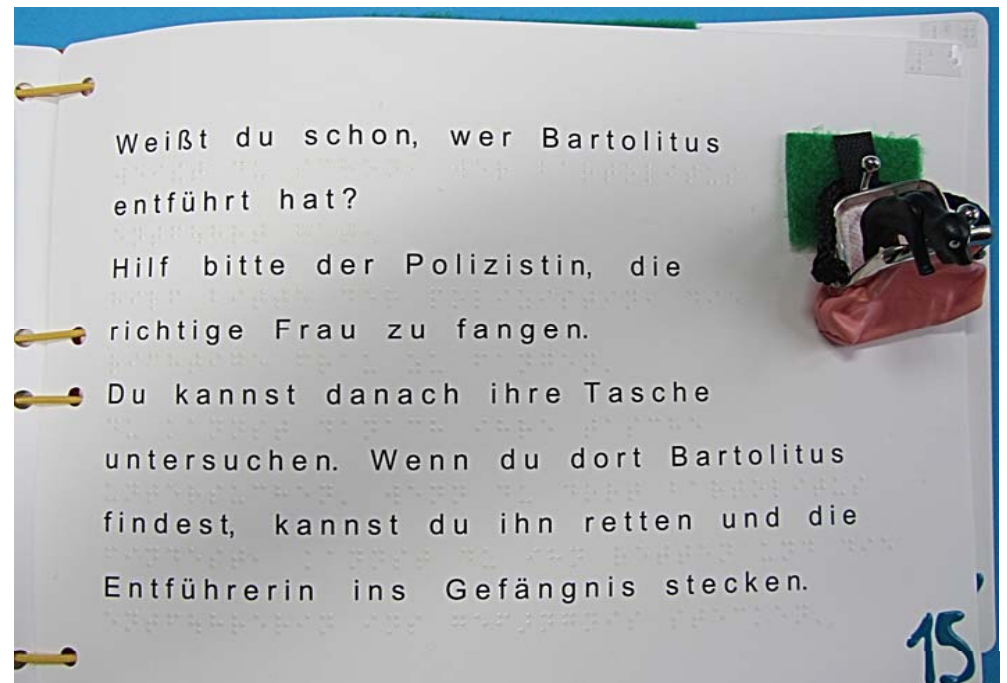 Weißt du schon, wer Bartolitus
entführt hat?
Hilf bitte der Polizistin, die
richtige Frau zu fangen.
Du kannst danach ihre Tasche
untersuchen. Wenn du dort Bartolitus
findest, kannst du ihn retten und die
Entführerin ins Gefängnis stecken.
15